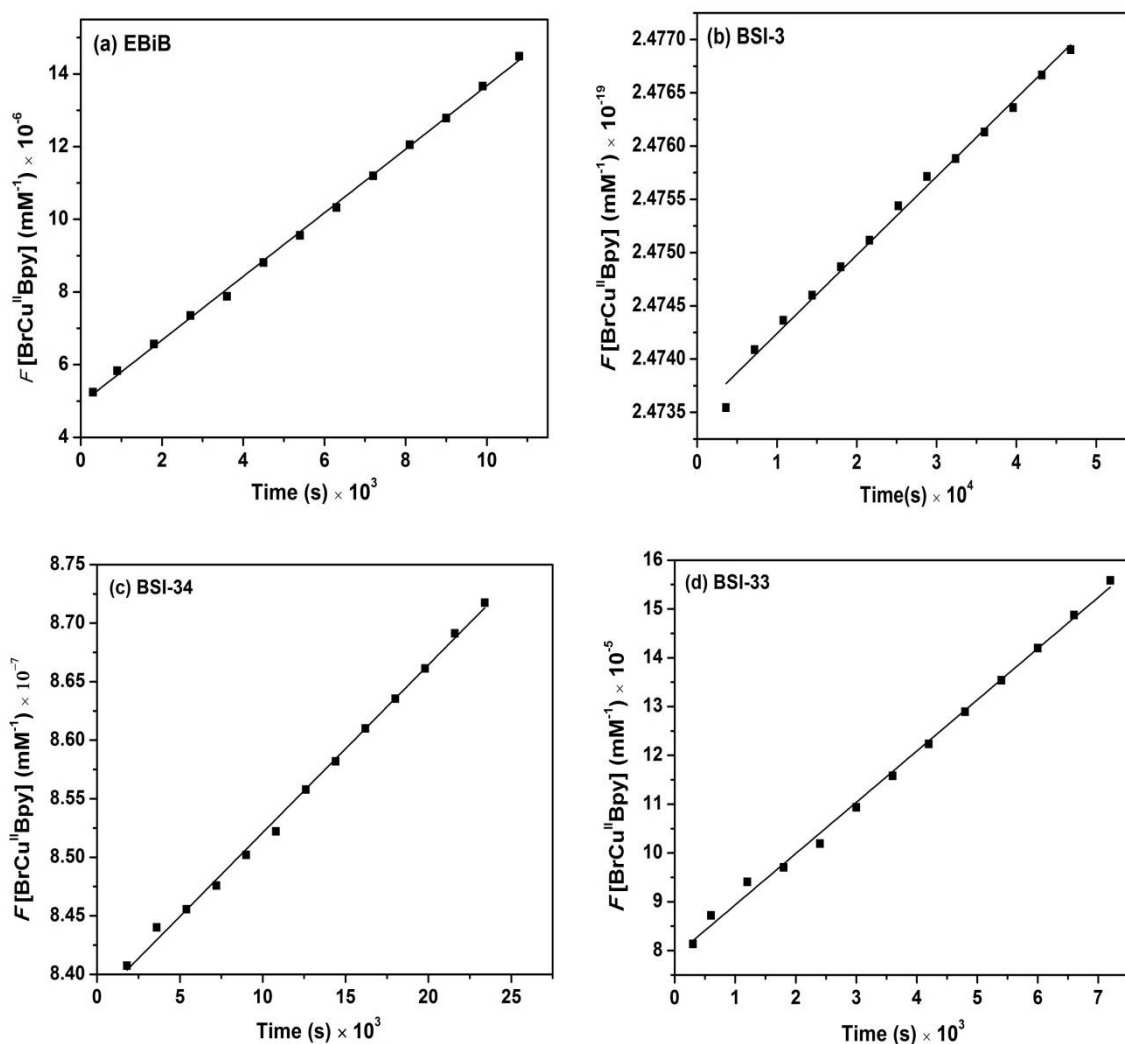 (a) EBiB
F[BrCuᴵᴵBpy] (mM⁻¹) × 10⁻⁶
14
12
10
8
6
4
0 2 4 6 8 10
Time (s) × 10³
(b) BSI-3
F[BrCuᴵᴵBpy] (mM⁻¹) × 10⁻¹⁹
2.4770
2.4765
2.4760
2.4755
2.4750
2.4745
2.4740
2.4735
0 1 2 3 4 5
Time(s) × 10⁴
(c) BSI-34
F[BrCuᴵᴵBpy] (mM⁻¹) × 10⁻⁷
8.75
8.70
8.65
8.60
8.55
8.50
8.45
8.40
0 5 10 15 20 25
Time (s) × 10³
(d) BSI-33
F[BrCuᴵᴵBpy] (mM⁻¹) × 10⁻⁵
16
15
14
13
12
11
10
9
8
0 1 2 3 4 5 6 7
Time (s) × 10³